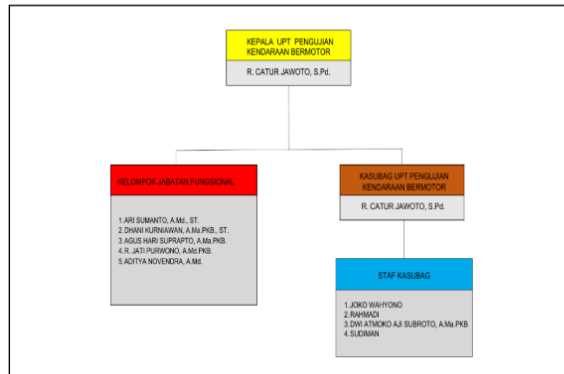 KEPALA UPT PENGUJIAN
KENDARAAN BERMOTOR
R. CATUR JAWOTO, S.Pd.
KELOMPOK JABATAN FUNGSIONAL
1. ARI SUMANTO, A.Md., ST.
2. DHANI KURNIAWAN, A.Ma.PKB., ST.
3. AGUS HARI SUPRAPTO, A.Ma.PKB.
4. R. JATI PURWONO, A.Md.PKB.
5. ADITYA NOVENDRA, A.Md.
KASUBAG UPT PENGUJIAN
KENDARAAN BERMOTOR
R. CATUR JAWOTO, S.Pd.
STAF KASUBAG
1. JOKO WAHYONO
2. RAHMADI
3. DWI ATMOKO AJI SUBROTO, A.Ma.PKB
4. SUDIMAN